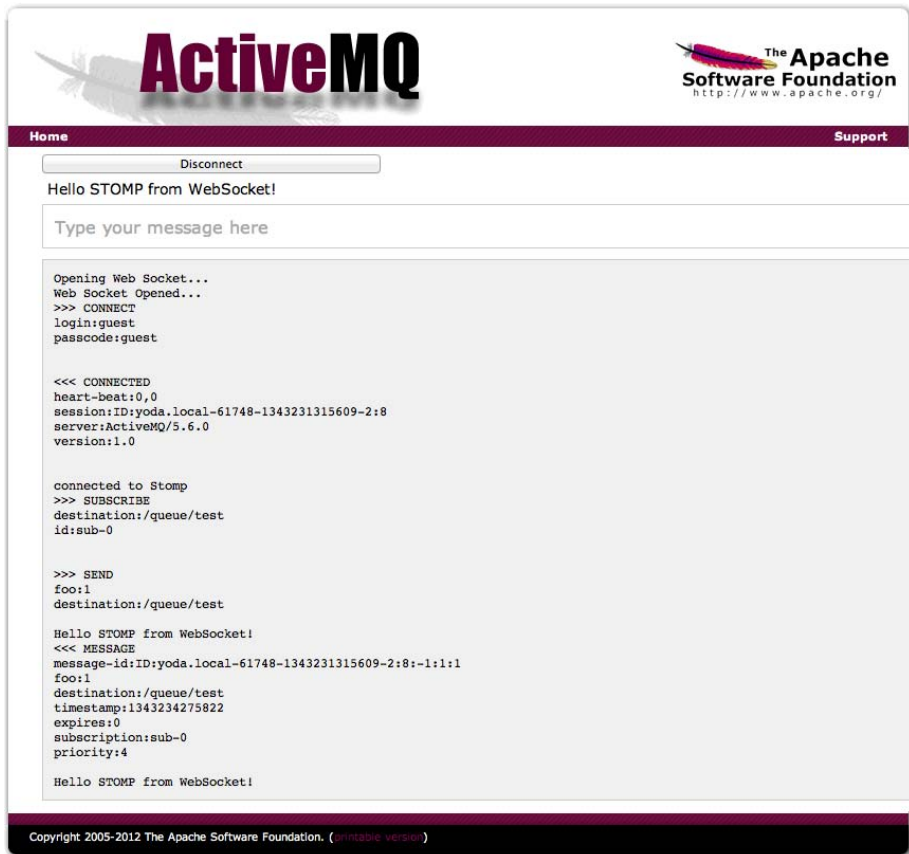 ActiveMQ
The Apache
Software Foundation
http://www.apache.org/
Home Support
Disconnect
Hello STOMP from WebSocket!
Type your message here
Opening Web Socket...
Web Socket Opened...
>>> CONNECT
login:guest
passcode:guest
<<< CONNECTED
heart-beat:0,0
session:ID:yoda.local-61748-1343231315609-2:8
server:ActiveMQ/5.6.0
version:1.0
connected to Stomp
>>> SUBSCRIBE
destination:/queue/test
id:sub-0
>>> SEND
foo:1
destination:/queue/test
Hello STOMP from WebSocket!
<<< MESSAGE
message-id:ID:yoda.local-61748-1343231315609-2:8:-1:1:1
foo:1
destination:/queue/test
timestamp:1343234275822
expires:0
subscription:sub-0
priority:4
Hello STOMP from WebSocket!
Copyright 2005-2012 The Apache Software Foundation. (printable version)